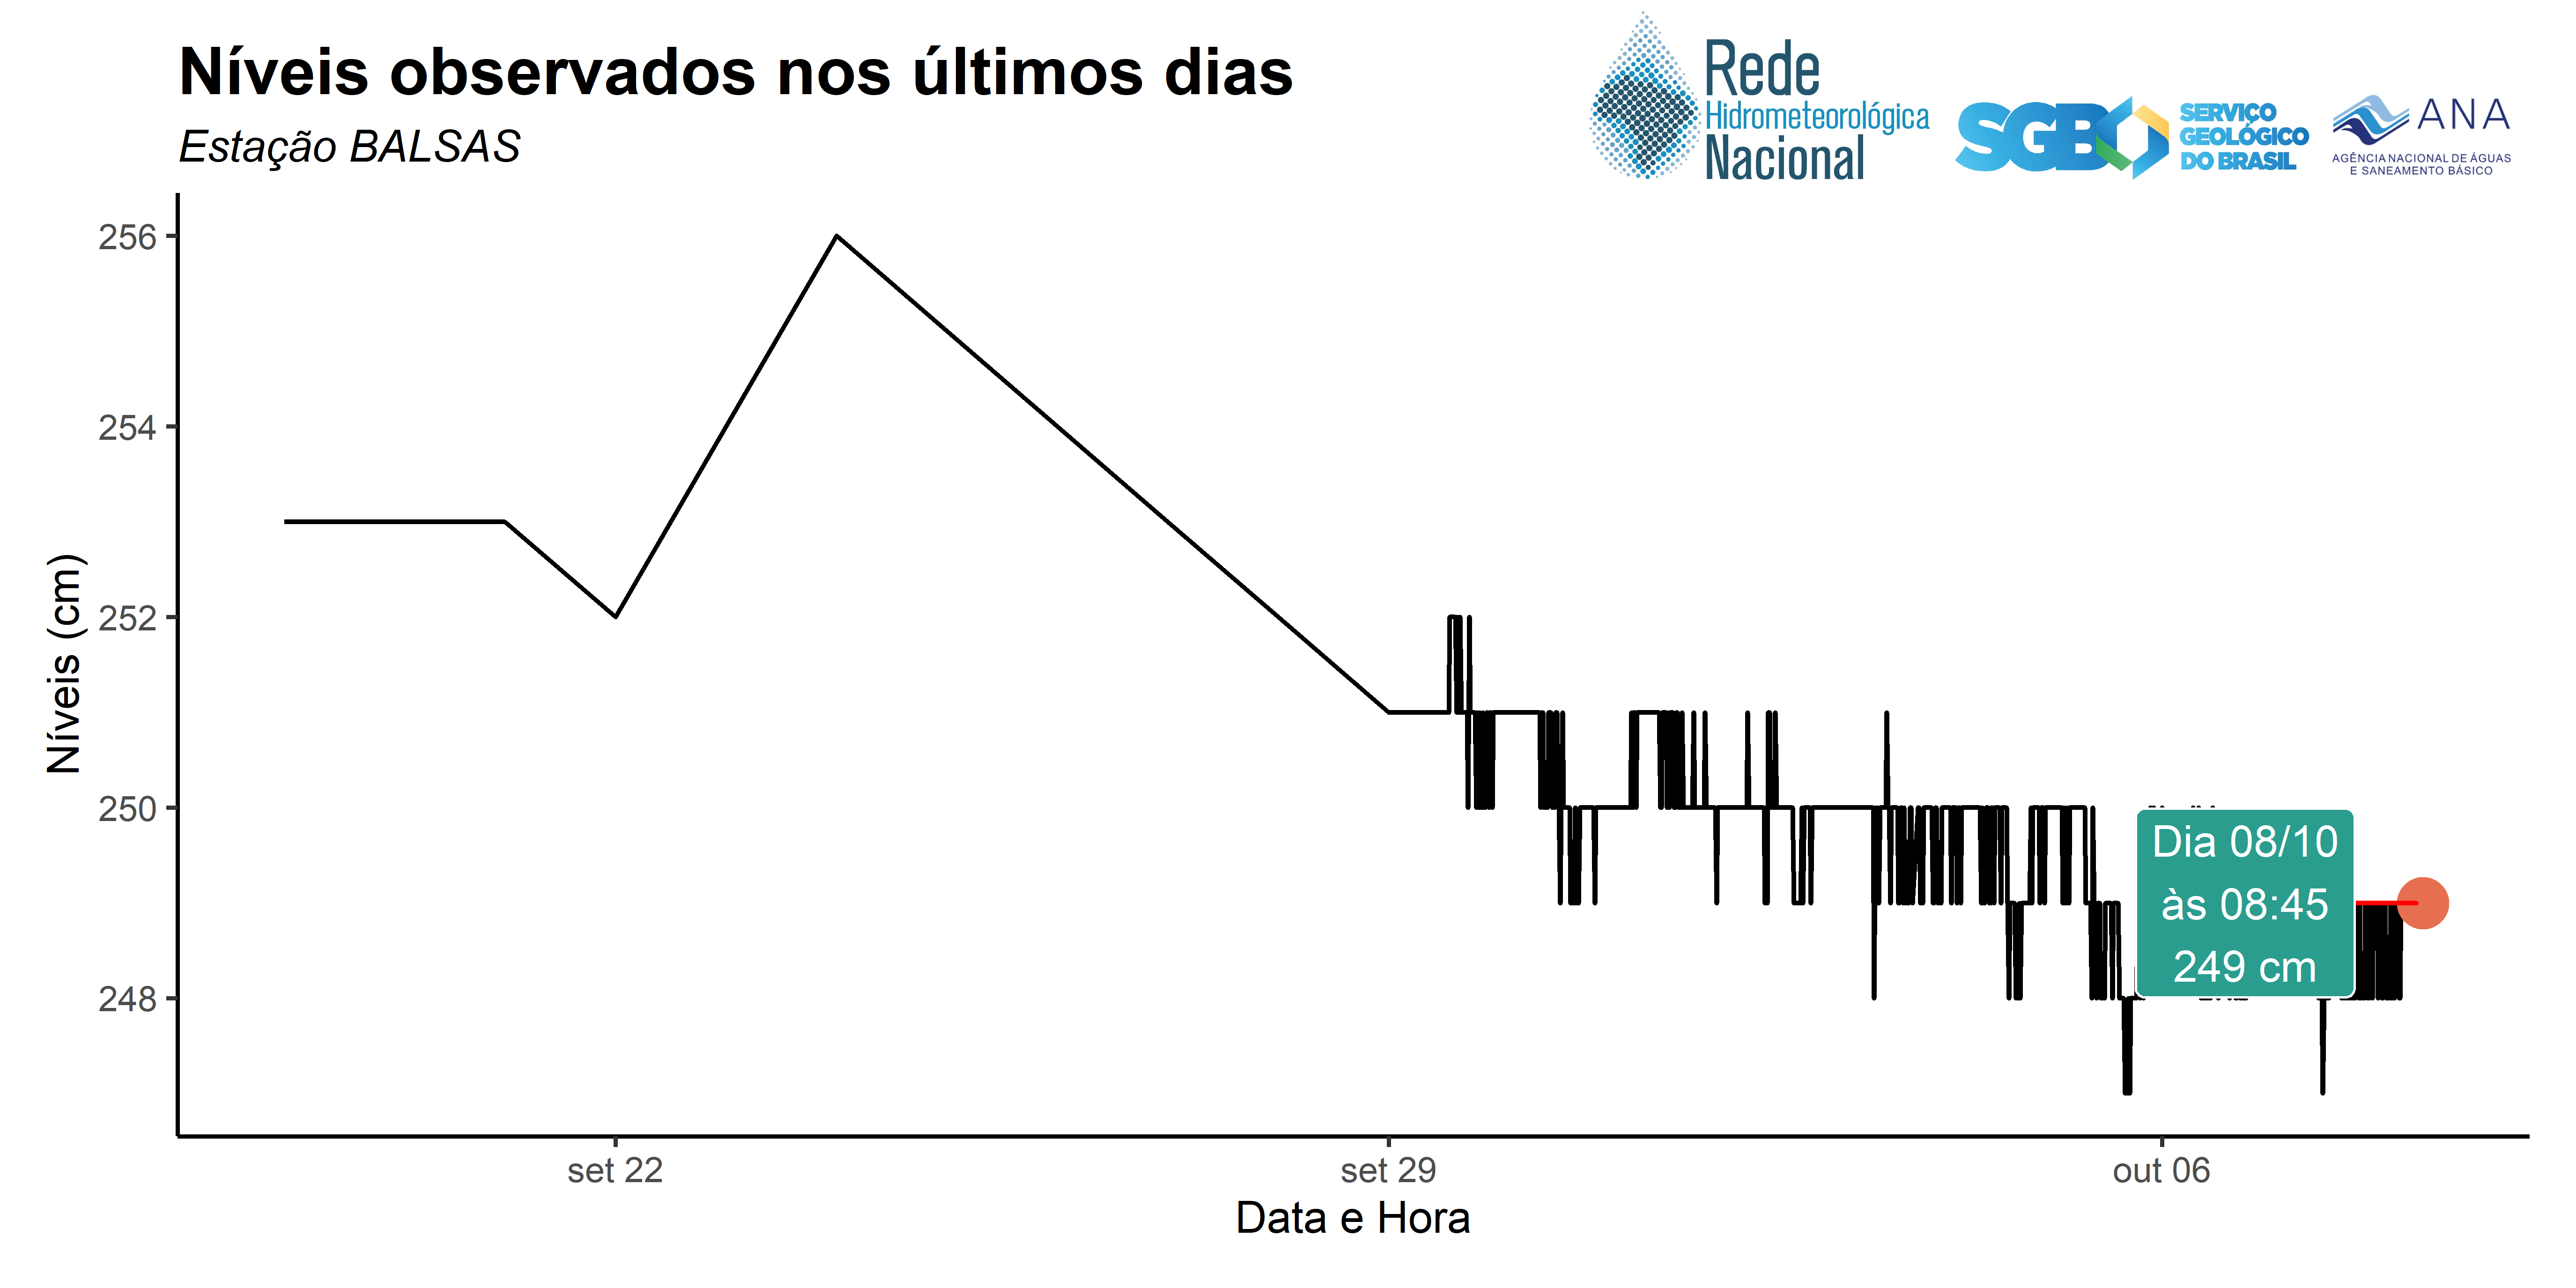 Níveis observados nos últimos dias
Estação BALSAS
Rede
Hidrometeorológica
Nacional
SGB
SERVIÇO
GEOLÓGICO
DO BRASIL
ANA
AGÊNCIA NACIONAL DE ÁGUAS
E SANEAMENTO BÁSICO
Níveis (cm)
256
254
252
250
248
Dia 08/10
às 08:45
249 cm
set 22
set 29
out 06
Data e Hora